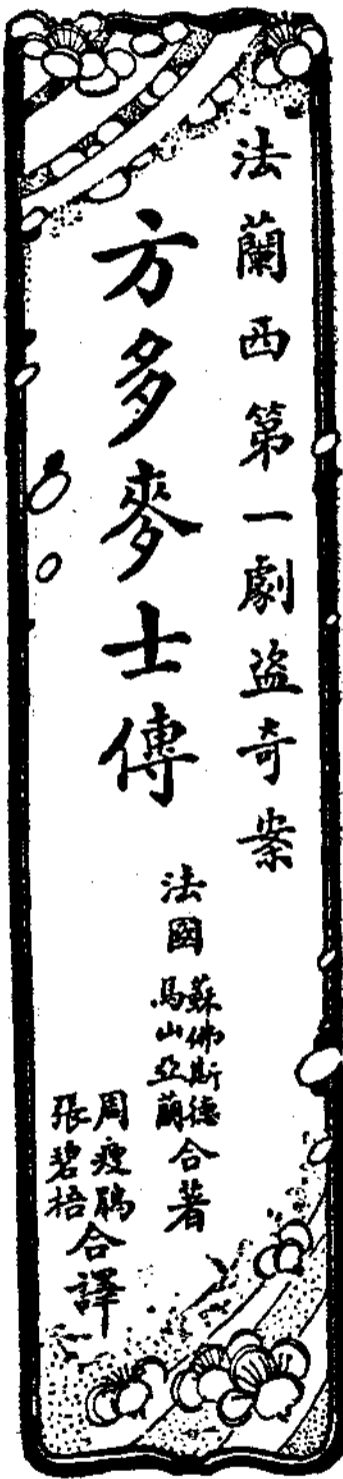 法蘭西第一劇盜奇案
方多麥士傳
法國
蘇佛斯德
馬山亞蘭
合著
周瘦鵑
張碧梧
合譯